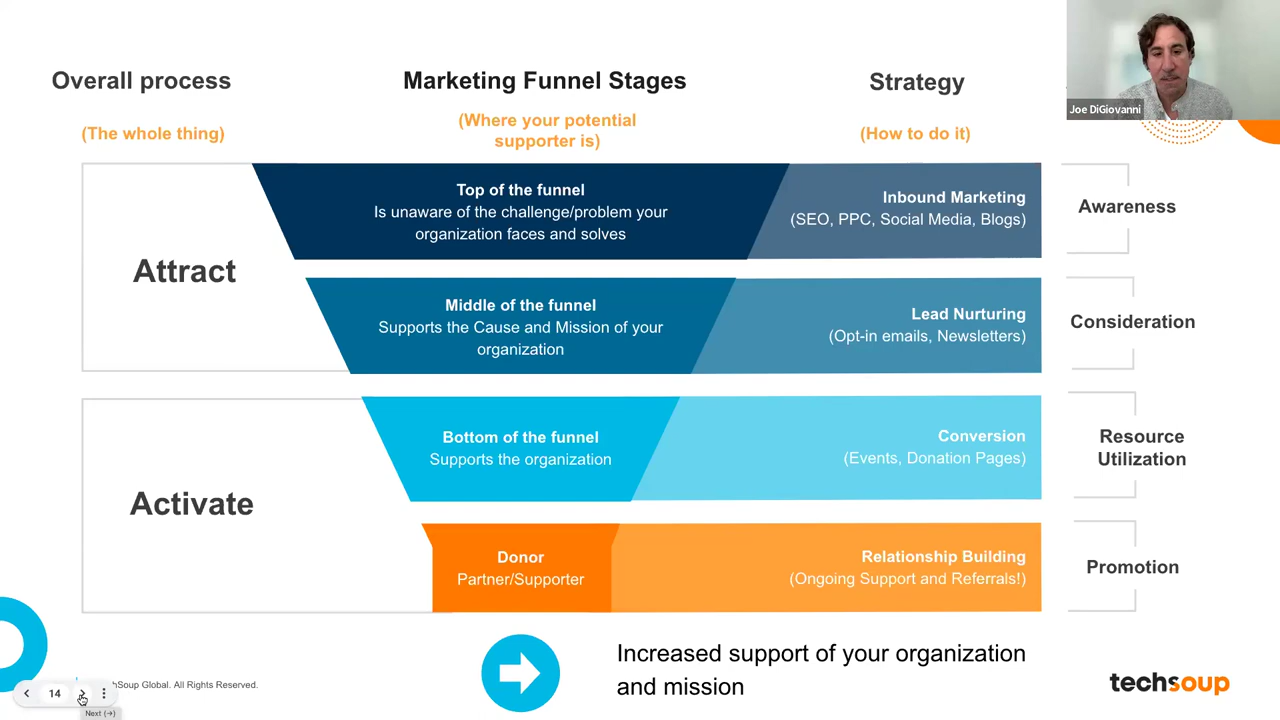 Overall process
(The whole thing)
Marketing Funnel Stages
(Where your potential
supporter is)
Strategy
(How to do it)
Joe DiGiovanni
Attract
Top of the funnel
Is unaware of the challenge/problem your
organization faces and solves
Inbound Marketing
(SEO, PPC, Social Media, Blogs)
Awareness
Middle of the funnel
Supports the Cause and Mission of your
organization
Lead Nurturing
(Opt-in emails, Newsletters)
Consideration
Activate
Bottom of the funnel
Supports the organization
Conversion
(Events, Donation Pages)
Resource
Utilization
Donor
Partner/Supporter
Relationship Building
(Ongoing Support and Referrals!)
Promotion
Increased support of your organization
and mission
Global. All Rights Reserved.
14
Next (→)
techsoup